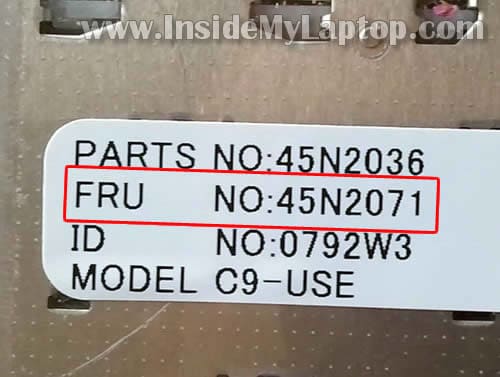 www.InsideMyLaptop.com
PARTS NO:45N2036
FRU NO:45N2071
ID NO:0792W3
MODEL C9-USE